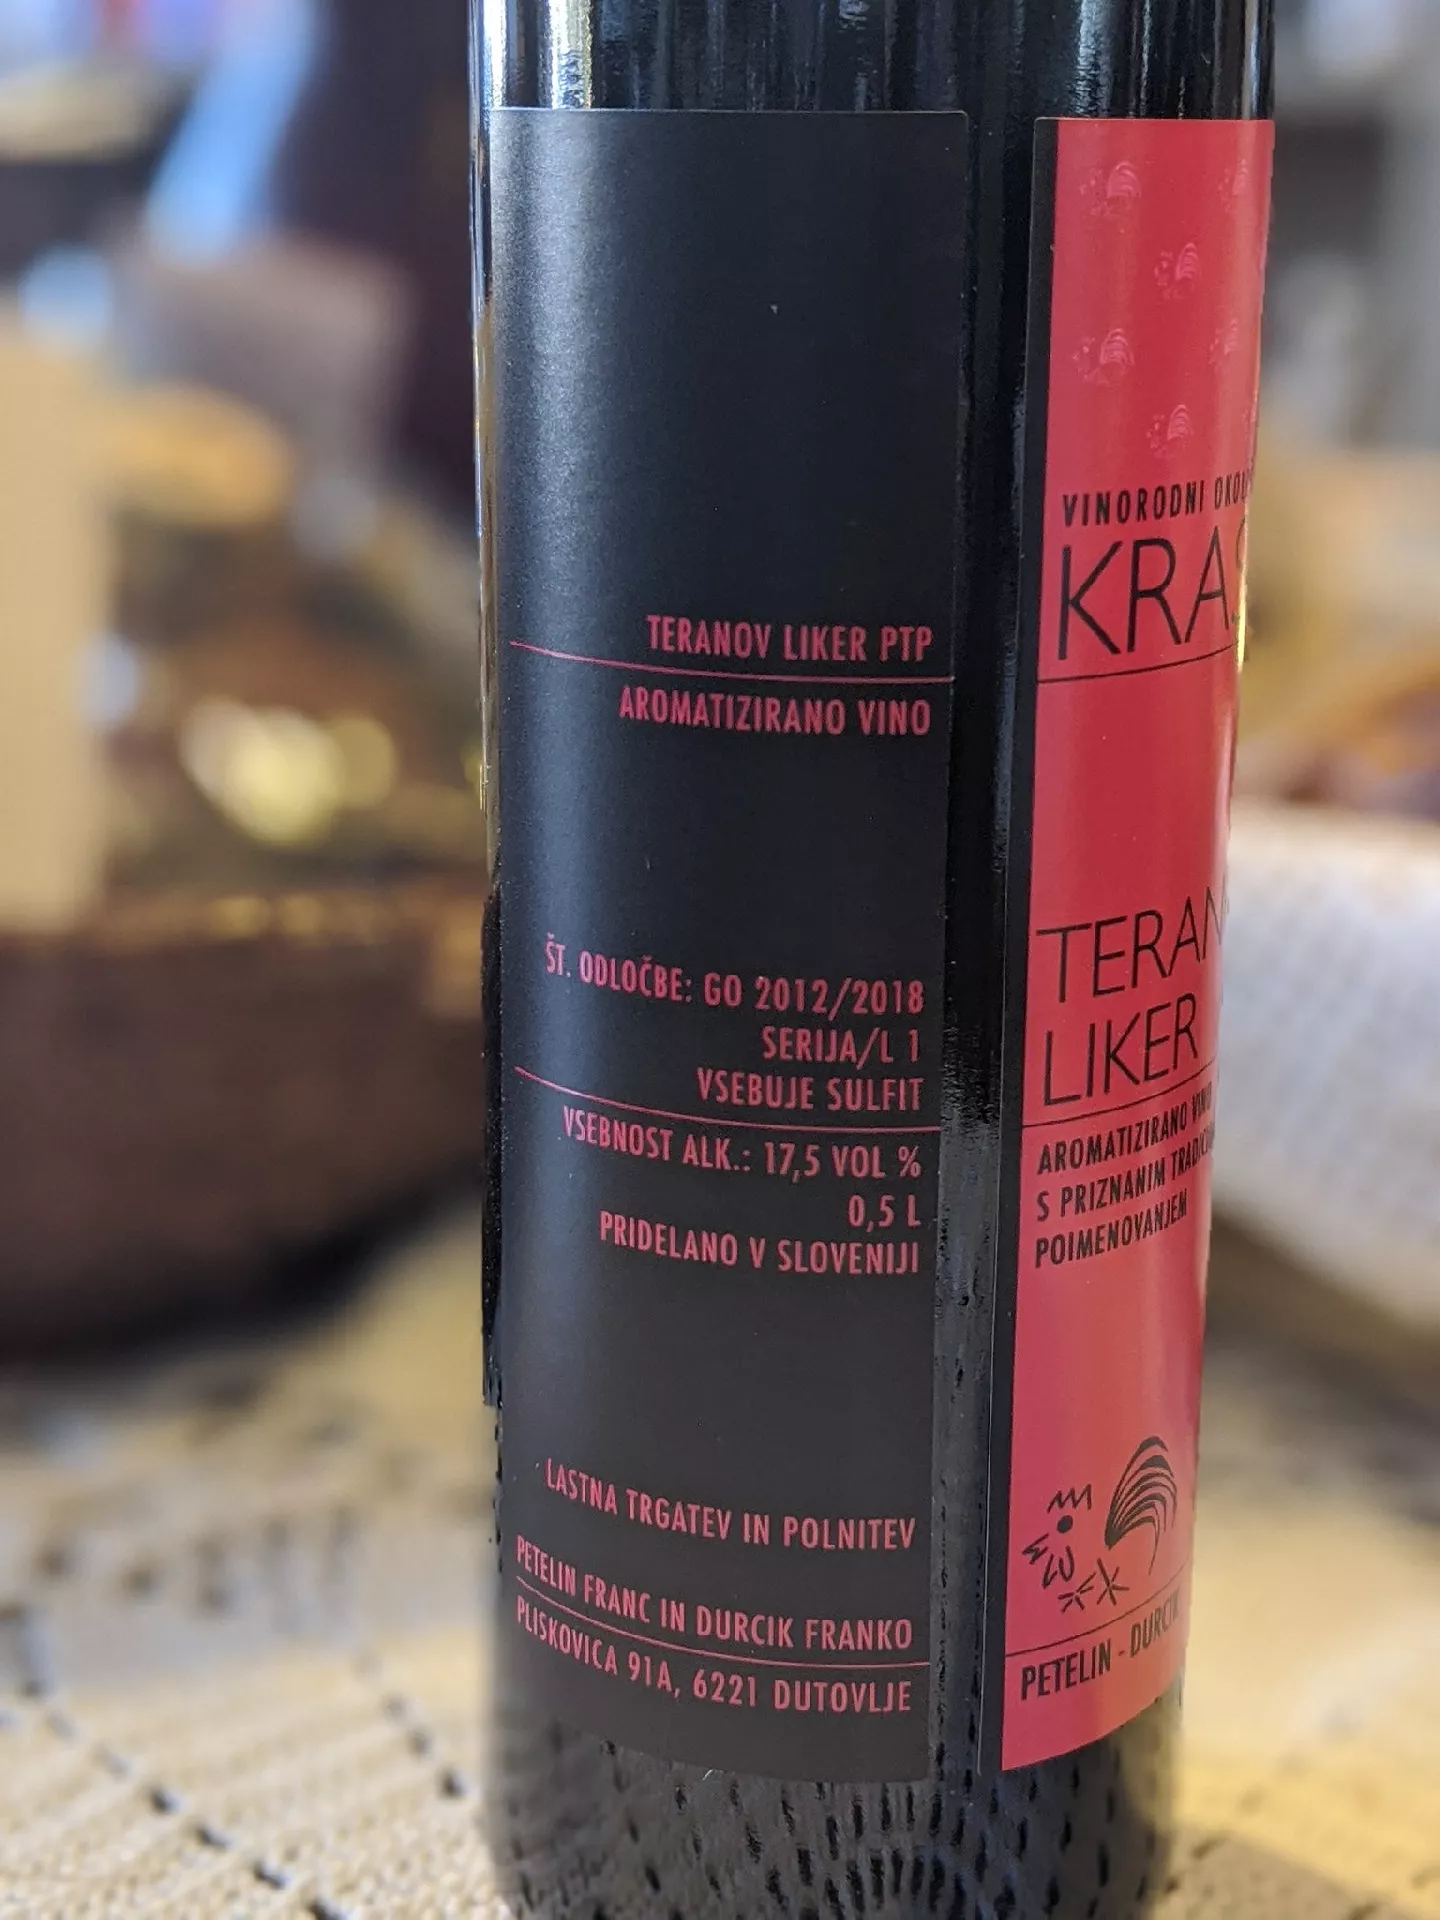 TERANOV LIKER PTP
AROMATIZIRANO VINO
ŠT. ODLOČBE: GO 2012/2018
SERIJA/L 1
VSEBUJE SULFIT
VSEBNOST ALK.: 17,5 VOL %
0,5 L
PRIDELANO V SLOVENIJI
LASTNA TRGATEV IN POLNITEV
PETELIN FRANC IN DURCIK FRANKO
PLISKOVICA 91A, 6221 DUTOVLJE
VINORODNI
KRAS
LIKER
AROMATIZIRANO VINO
S PRIZNANIM
POIMENOVANJEM
PETELIN - DURCIK